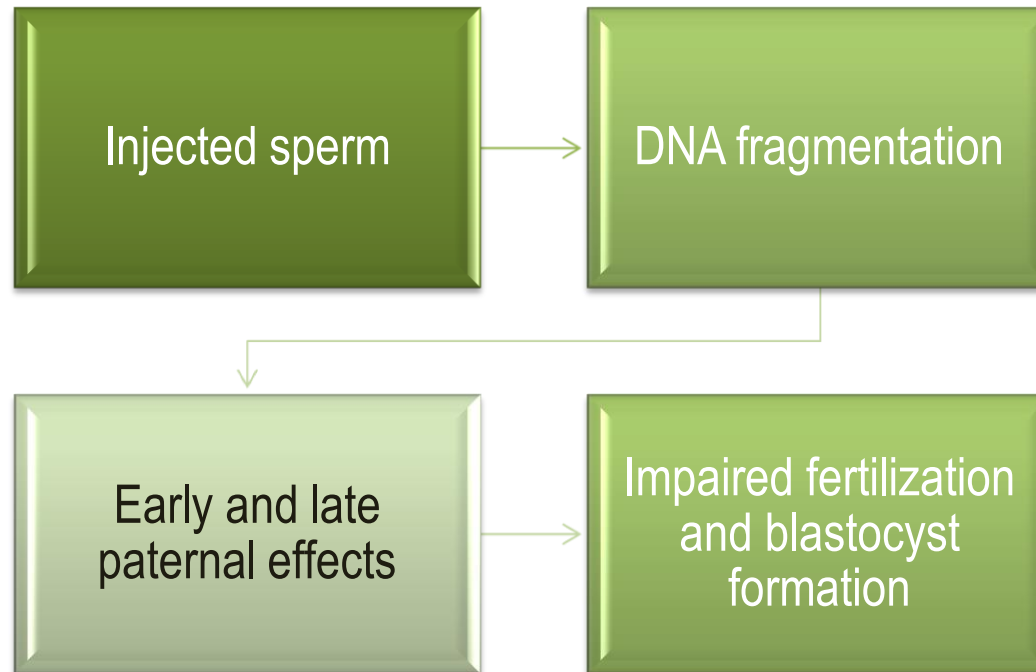 Injected sperm
DNA fragmentation
Early and late
paternal effects
Impaired fertilization
and blastocyst
formation